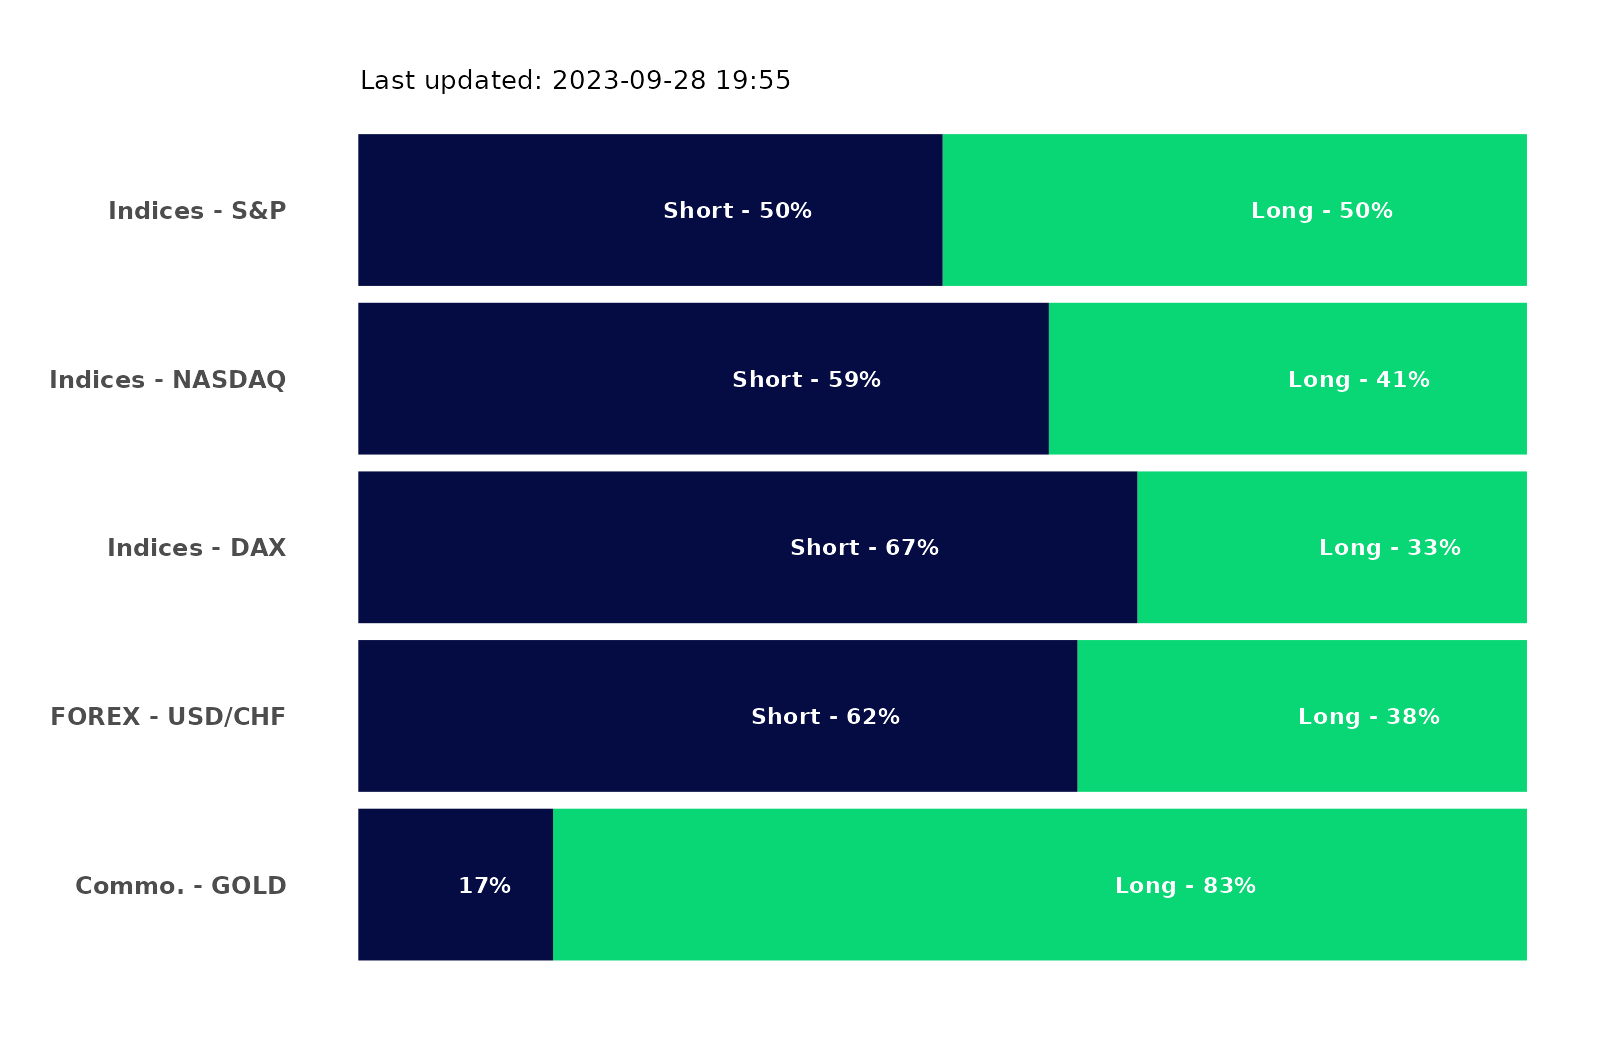 Last updated: 2023-09-28 19:55
Indices - S&P Short - 50% Long - 50%
Indices - NASDAQ Short - 59% Long - 41%
Indices - DAX Short - 67% Long - 33%
FOREX - USD/CHF Short - 62% Long - 38%
Commo. - GOLD 17% Long - 83%